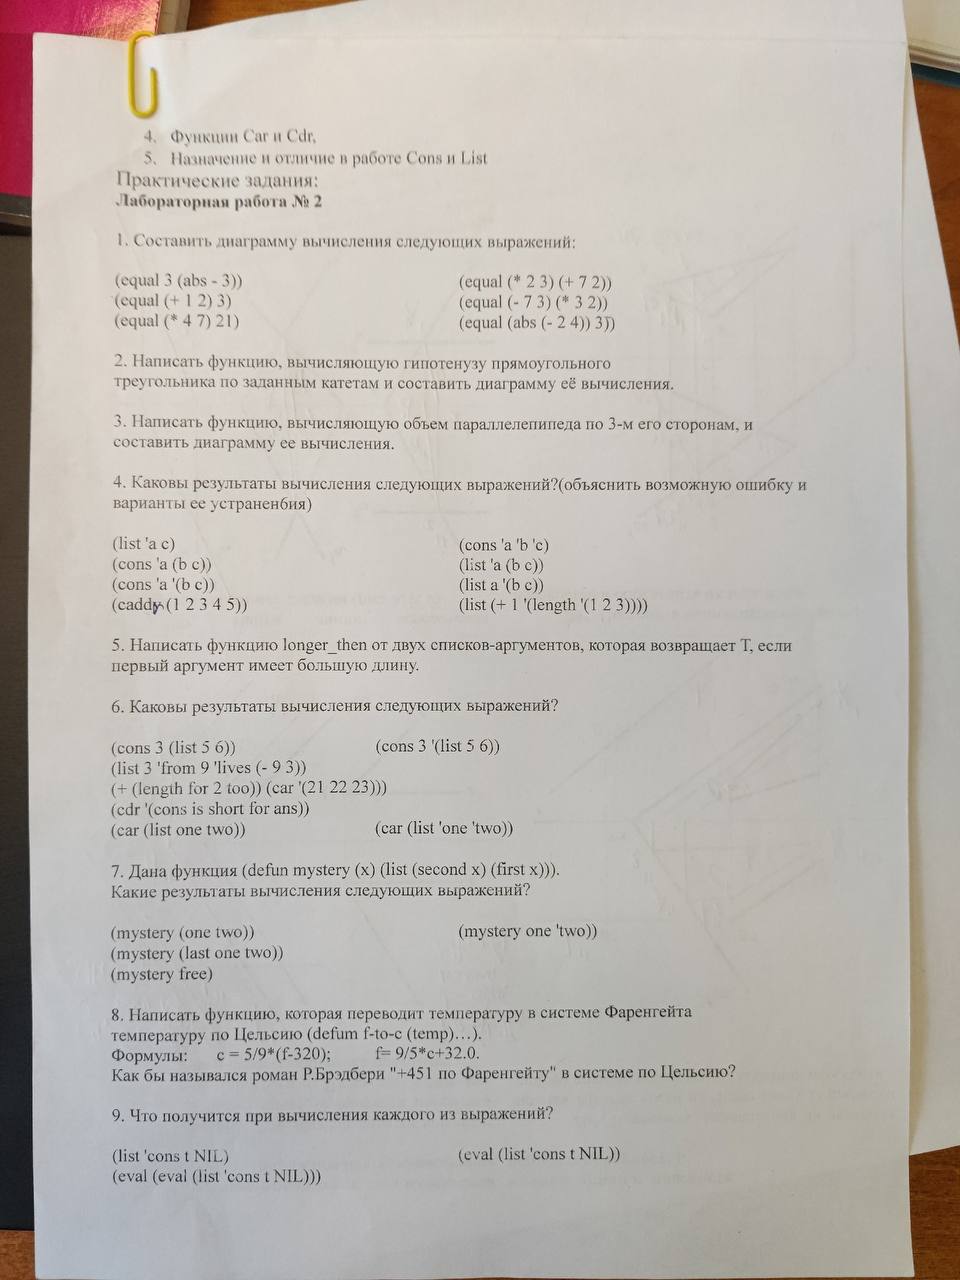 4. Функции Car и Cdr,
5. Назначение и отличие в работе Cons и List
Практические задания:
Лабораторная работа № 2
1. Составить диаграмму вычисления следующих выражений:
(equal 3 (abs - 3)) (equal (* 2 3) (+ 7 2))
(equal (+ 1 2) 3) (equal (- 7 3) (* 3 2))
(equal (* 4 7) 21) (equal (abs (- 2 4)) 3))
2. Написать функцию, вычисляющую гипотенузу прямоугольного
треугольника по заданным катетам и составить диаграмму её вычисления.
3. Написать функцию, вычисляющую объем параллелепипеда по 3-м его сторонам, и
составить диаграмму ее вычисления.
4. Каковы результаты вычисления следующих выражений?(объяснить возможную ошибку и
варианты ее устраненбия)
(list 'a c) (cons 'a 'b 'c)
(cons 'a (b c)) (list 'a (b c))
(cons 'a '(b c)) (list a '(b c))
(caddy (1 2 3 4 5)) (list (+ 1 '(length '(1 2 3))))
5. Написать функцию longer_then от двух списков-аргументов, которая возвращает Т, если
первый аргумент имеет большую длину.
6. Каковы результаты вычисления следующих выражений?
(cons 3 (list 5 6)) (cons 3 '(list 5 6))
(list 3 'from 9 'lives (- 9 3))
(+ (length for 2 too)) (car '(21 22 23)))
(cdr '(cons is short for ans))
(car (list one two)) (car (list 'one 'two))
7. Дана функция (defun mystery (x) (list (second x) (first x))).
Какие результаты вычисления следующих выражений?
(mystery (one two)) (mystery one 'two))
(mystery (last one two))
(mystery free)
8. Написать функцию, которая переводит температуру в системе Фаренгейта
температуру по Цельсию (defum f-to-c (temp)…).
Формулы: c = 5/9*(f-320); f= 9/5*c+32.0.
Как бы назывался роман Р.Брэдбери "+451 по Фаренгейту" в системе по Цельсию?
9. Что получится при вычисления каждого из выражений?
(list 'cons t NIL) (eval (list 'cons t NIL))
(eval (eval (list 'cons t NIL)))